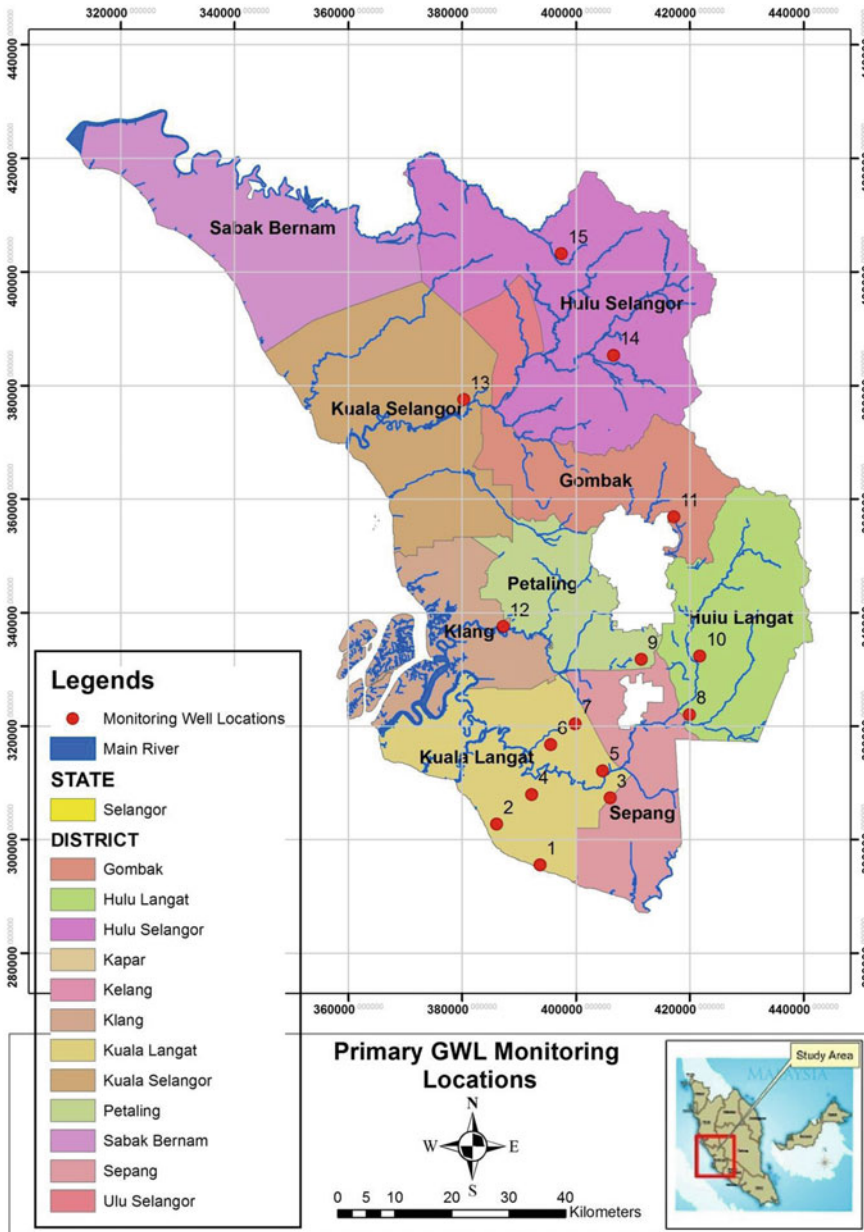 320000 340000 360000 380000 400000 420000 440000
440000
420000
400000
380000
360000
340000
320000
300000
280000
Sabak Bernam
15
Hulu Selangor
14
13
Kuala Selangor
Gombak
11
Petaling
Huiu Langat
12
Klang
9
10
8
7
6
Kuala Langat
5
4
3
2
Sepang
1
Legends
Monitoring Well Locations
Main River
STATE
Selangor
DISTRICT
Gombak
Hulu Langat
Hulu Selangor
Kapar
Kelang
Klang
Kuala Langat
Kuala Selangor
Petaling
Sabak Bernam
Sepang
Ulu Selangor
360000 380000 400000 420000 440000
Primary GWL Monitoring
Locations
N
W E
S
0 5 10 20 30 40
Kilometers
Study Area
MALAYSIA